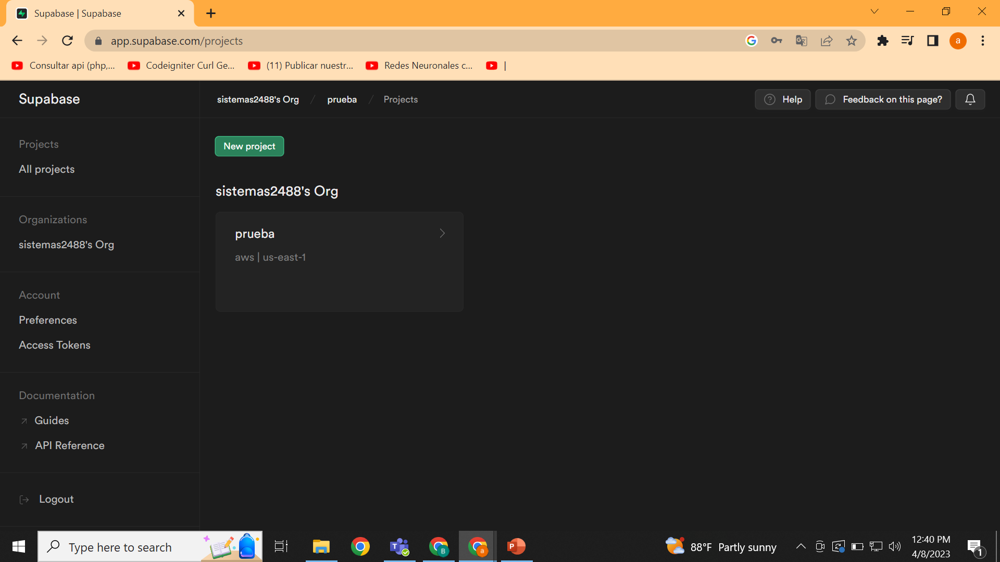 Supabase | Supabase
app.supabase.com/projects
Consultar api (php,...
Codeigniter Curl Ge...
(11) Publicar nuestr...
Redes Neuronales c...
|
Supabase
sistemas2488's Org / prueba / Projects
Help
Feedback on this page?
Projects
All projects
Organizations
sistemas2488's Org
Account
Preferences
Access Tokens
Documentation
Guides
API Reference
Logout
New project
sistemas2488's Org
prueba
aws | us-east-1
Type here to search
T
B
a
a
P
88°F Partly sunny
12:40 PM
4/8/2023
1